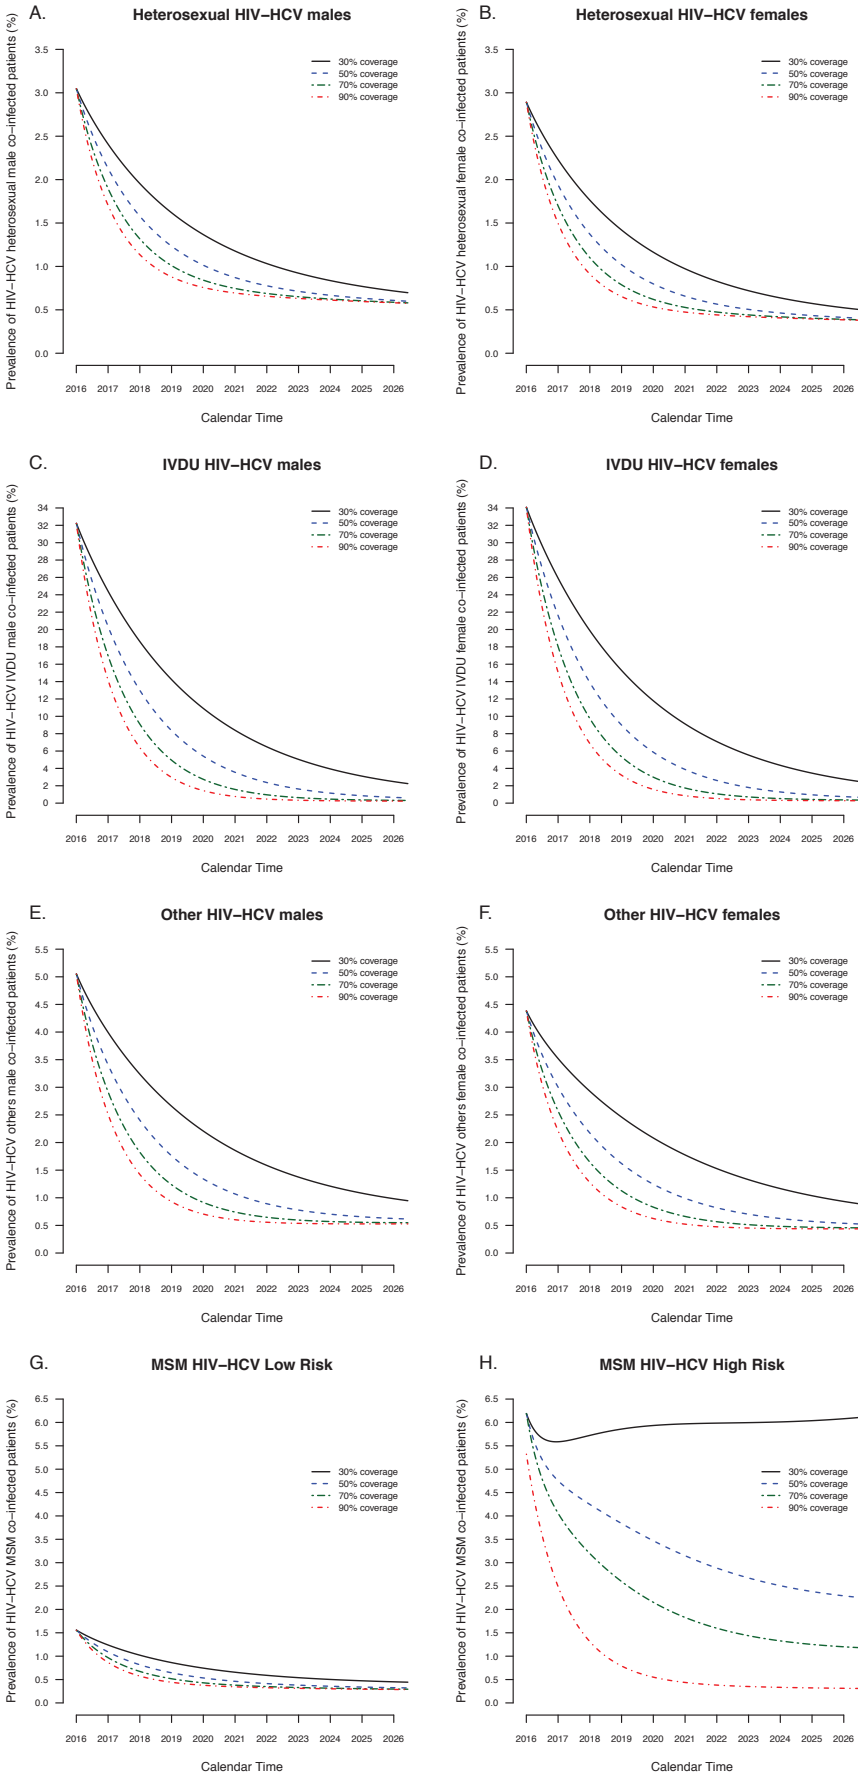 A.
Heterosexual HIV–HCV males
Prevalence of HIV–HCV heterosexual male co–infected patients (%)
3.5
3.0
2.5
2.0
1.5
1.0
0.5
0.0
30% coverage
50% coverage
70% coverage
90% coverage
2016 2017 2018 2019 2020 2021 2022 2023 2024 2025 2026
Calendar Time
B.
Heterosexual HIV–HCV females
Prevalence of HIV–HCV heterosexual female co–infected patients (%)
3.5
3.0
2.5
2.0
1.5
1.0
0.5
0.0
30% coverage
50% coverage
70% coverage
90% coverage
2016 2017 2018 2019 2020 2021 2022 2023 2024 2025 2026
Calendar Time
C.
IVDU HIV–HCV males
Prevalence of HIV–HCV IVDU male co–infected patients (%)
34
32
30
28
26
24
22
20
18
16
14
12
10
8
6
4
2
0
30% coverage
50% coverage
70% coverage
90% coverage
2016 2017 2018 2019 2020 2021 2022 2023 2024 2025 2026
Calendar Time
D.
IVDU HIV–HCV females
Prevalence of HIV–HCV IVDU female co–infected patients (%)
34
32
30
28
26
24
22
20
18
16
14
12
10
8
6
4
2
0
30% coverage
50% coverage
70% coverage
90% coverage
2016 2017 2018 2019 2020 2021 2022 2023 2024 2025 2026
Calendar Time
E.
Other HIV–HCV males
Prevalence of HIV–HCV others male co–infected patients (%)
5.5
5.0
4.5
4.0
3.5
3.0
2.5
2.0
1.5
1.0
0.5
0.0
30% coverage
50% coverage
70% coverage
90% coverage
2016 2017 2018 2019 2020 2021 2022 2023 2024 2025 2026
Calendar Time
F.
Other HIV–HCV females
Prevalence of HIV–HCV others female co–infected patients (%)
5.5
5.0
4.5
4.0
3.5
3.0
2.5
2.0
1.5
1.0
0.5
0.0
30% coverage
50% coverage
70% coverage
90% coverage
2016 2017 2018 2019 2020 2021 2022 2023 2024 2025 2026
Calendar Time
G.
MSM HIV–HCV Low Risk
Prevalence of HIV–HCV MSM co–infected patients (%)
6.5
6.0
5.5
5.0
4.5
4.0
3.5
3.0
2.5
2.0
1.5
1.0
0.5
0.0
30% coverage
50% coverage
70% coverage
90% coverage
2016 2017 2018 2019 2020 2021 2022 2023 2024 2025 2026
Calendar Time
H.
MSM HIV–HCV High Risk
Prevalence of HIV–HCV MSM co–infected patients (%)
6.5
6.0
5.5
5.0
4.5
4.0
3.5
3.0
2.5
2.0
1.5
1.0
0.5
0.0
30% coverage
50% coverage
70% coverage
90% coverage
2016 2017 2018 2019 2020 2021 2022 2023 2024 2025 2026
Calendar Time